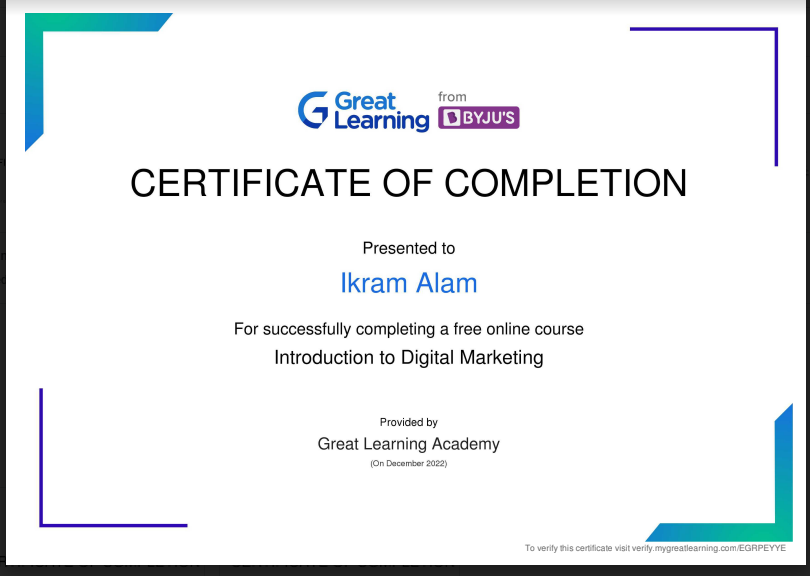 Great Learning
from
BYJU'S
CERTIFICATE OF COMPLETION
Presented to
Ikram Alam
For successfully completing a free online course
Introduction to Digital Marketing
Provided by
Great Learning Academy
(On December 2022)
To verify this certificate visit verify.mygreatlearning.com/EGRPEYYE